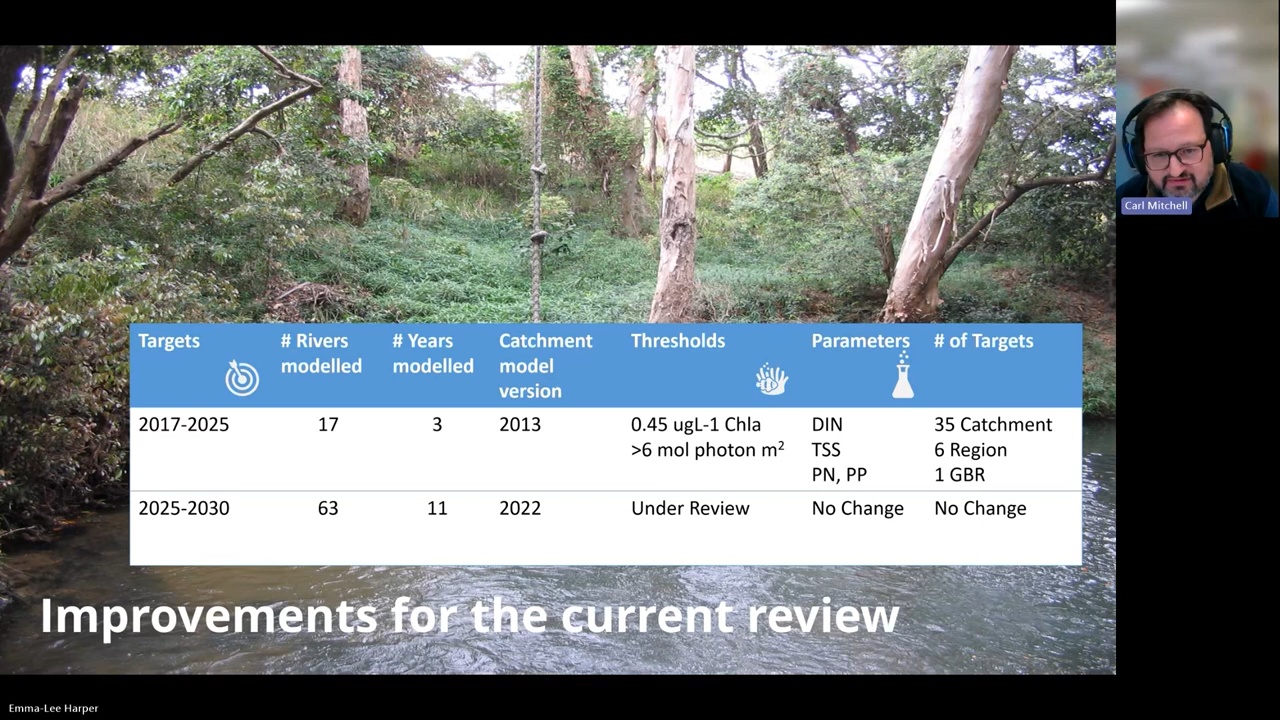 Targets
# Rivers
modelled
# Years
modelled
Catchment
model
version
Thresholds
Parameters
# of Targets
2017-2025
17
3
2013
0.45 ugL-1 Chla
>6 mol photon m²
DIN
TSS
PN, PP
35 Catchment
6 Region
1 GBR
2025-2030
63
11
2022
Under Review
No Change
No Change
Improvements for the current review
Carl Mitchell
Emma-Lee Harper